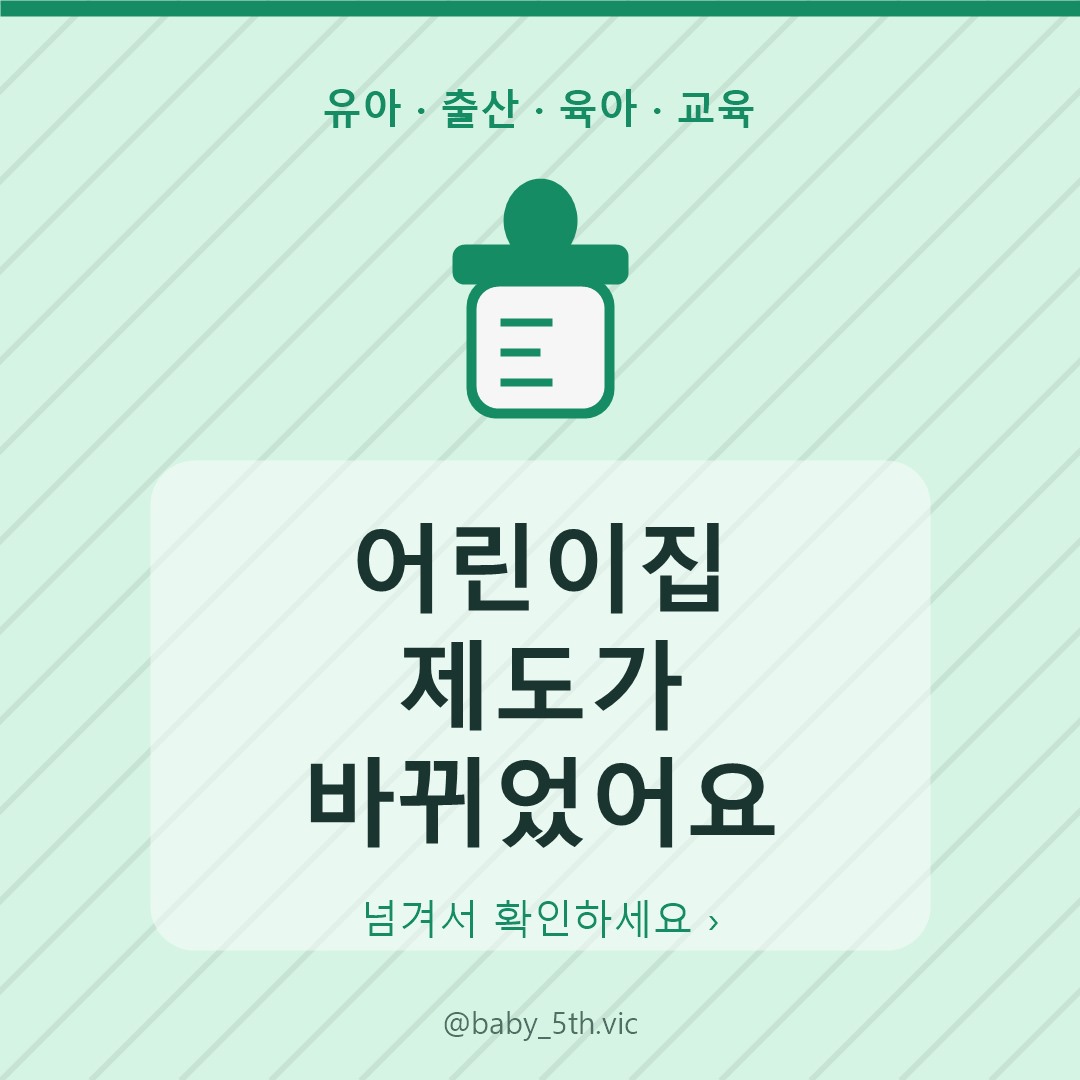 유아 · 출산 · 육아 · 교육
어린이집
제도가
바뀌었어요
넘겨서 확인하세요 ›
@baby_5th.vic